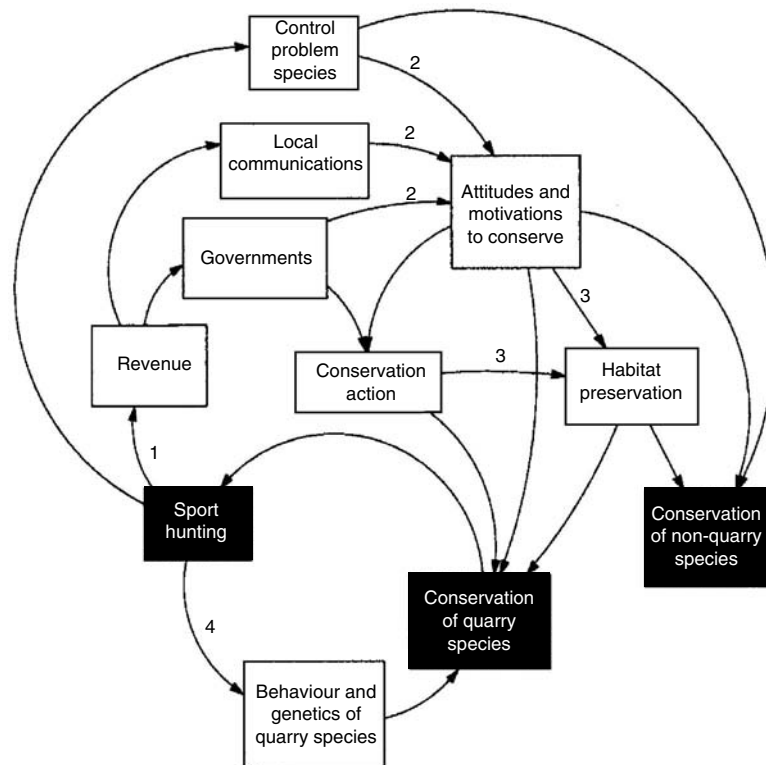 Control
problem
species
2
Local
communications
2
Attitudes and
motivations
to conserve
2
Governments
3
Revenue
Conservation
action
3
Habitat
preservation
1
Sport
hunting
Conservation
of non-quarry
species
Conservation
of quarry
species
4
Behaviour and
genetics of
quarry species